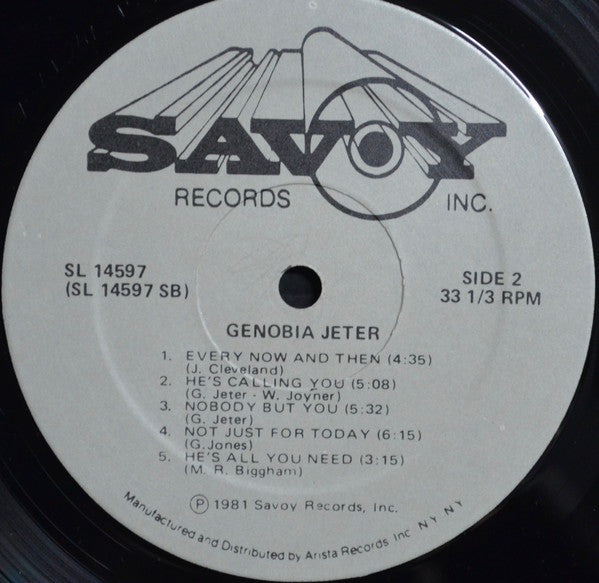 SAVOY
RECORDS INC.
SL 14597
(SL 14597 SB)
SIDE 2
33 1/3 RPM
GENOBIA JETER
1. EVERY NOW AND THEN (4:35)
(J. Cleveland)
2. HE'S CALLING YOU (5:08)
(G. Jeter - W. Joyner)
3. NOBODY BUT YOU (5:32)
(G. Jeter)
4. NOT JUST FOR TODAY (6:15)
(G. Jones)
5. HE'S ALL YOU NEED (3:15)
(M. R. Biggham)
Ⓟ 1981 Savoy Records, Inc.
Manufactured and Distributed by Arista Records Inc. N.Y. N.Y.